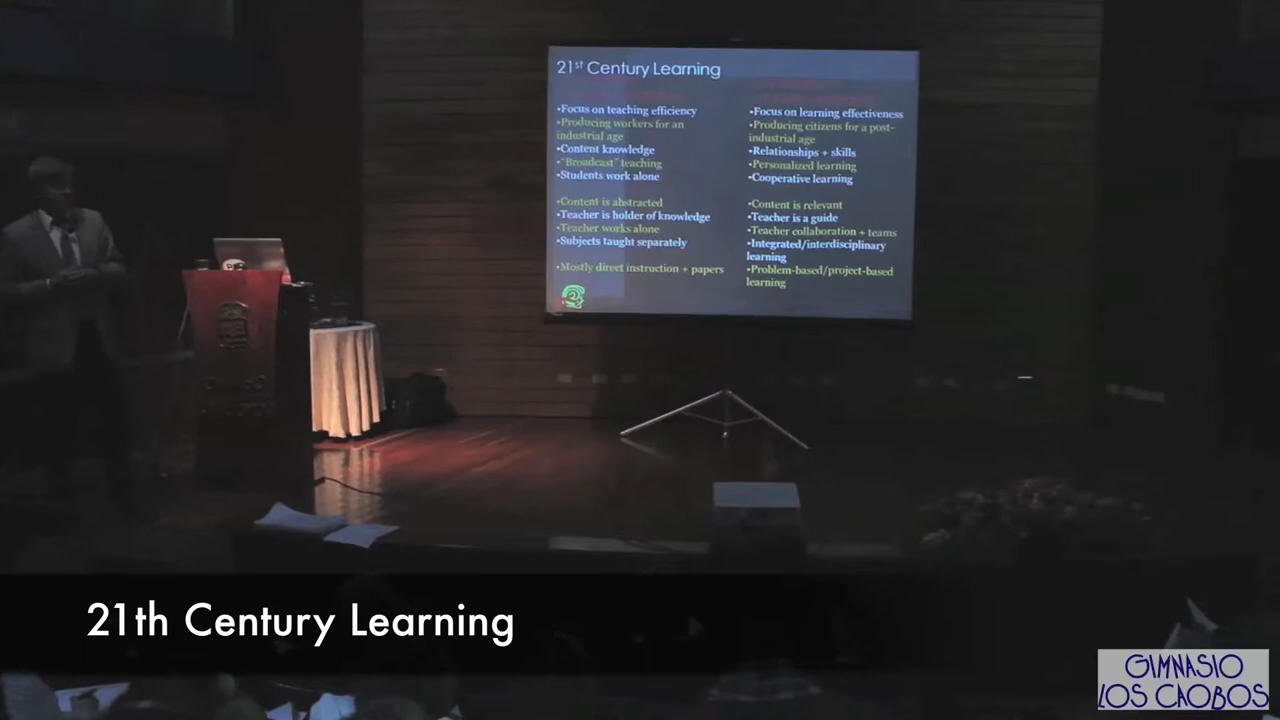 21st Century Learning
•Focus on teaching efficiency
•Producing workers for an
industrial age
•Content knowledge
•"Broadcast" teaching
•Students work alone
•Content is abstracted
•Teacher is holder of knowledge
•Teacher works alone
•Subjects taught separately
•Mostly direct instruction + papers
•Focus on learning effectiveness
•Producing citizens for a post-
industrial age
•Relationships + skills
•Personalized learning
•Cooperative learning
•Content is relevant
•Teacher is a guide
•Teacher collaboration + teams
•Integrated/interdisciplinary
learning
•Problem-based/project-based
learning
21th Century Learning
GIMNASIO
LOS CAOBOS